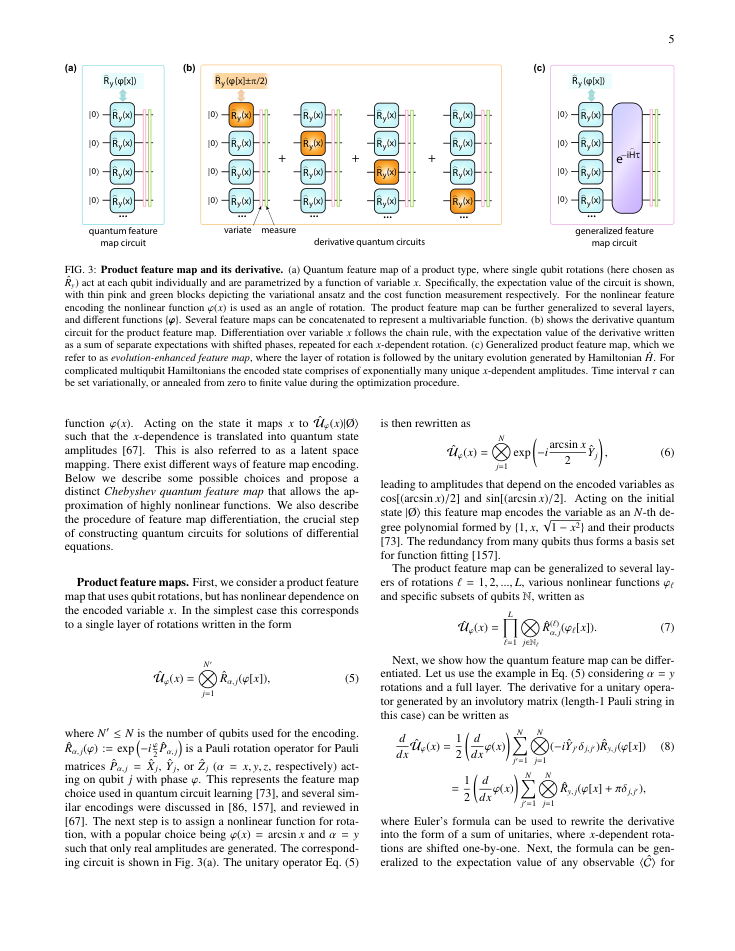 5
(a)
R̂y(φ[x])
|0⟩ R̂y(x)
|0⟩ R̂y(x)
|0⟩ R̂y(x)
|0⟩ R̂y(x)
...
quantum feature
map circuit
(b)
R̂y(φ[x]±π/2)
|0⟩ R̂y(x) R̂y(x) R̂y(x) R̂y(x)
|0⟩ R̂y(x) R̂y(x) R̂y(x) R̂y(x)
+ + +
|0⟩ R̂y(x) R̂y(x) R̂y(x) R̂y(x)
|0⟩ R̂y(x) R̂y(x) R̂y(x) R̂y(x)
... ... ... ...
variate measure
derivative quantum circuits
(c)
R̂y(φ[x])
|0⟩ R̂y(x)
|0⟩ R̂y(x)
e^−iĤτ
|0⟩ R̂y(x)
|0⟩ R̂y(x)
...
generalized feature
map circuit
FIG. 3: Product feature map and its derivative. (a) Quantum feature map of a product type, where single qubit rotations (here chosen as
R̂y) act at each qubit individually and are parametrized by a function of variable x. Specifically, the expectation value of the circuit is shown,
with thin pink and green blocks depicting the variational ansatz and the cost function measurement respectively. For the nonlinear feature
encoding the nonlinear function φ(x) is used as an angle of rotation. The product feature map can be further generalized to several layers,
and different functions {φ}. Several feature maps can be concatenated to represent a multivariable function. (b) shows the derivative quantum
circuit for the product feature map. Differentiation over variable x follows the chain rule, with the expectation value of the derivative written
as a sum of separate expectations with shifted phases, repeated for each x-dependent rotation. (c) Generalized product feature map, which we
refer to as evolution-enhanced feature map, where the layer of rotation is followed by the unitary evolution generated by Hamiltonian Ĥ. For
complicated multiqubit Hamiltonians the encoded state comprises of exponentially many unique x-dependent amplitudes. Time interval τ can
be set variationally, or annealed from zero to finite value during the optimization procedure.
function φ(x). Acting on the state it maps x to Ûφ(x)|Ø⟩
such that the x-dependence is translated into quantum state
amplitudes [67]. This is also referred to as a latent space
mapping. There exist different ways of feature map encoding.
Below we describe some possible choices and propose a
distinct Chebyshev quantum feature map that allows the ap-
proximation of highly nonlinear functions. We also describe
the procedure of feature map differentiation, the crucial step
of constructing quantum circuits for solutions of differential
equations.
Product feature maps. First, we consider a product feature
map that uses qubit rotations, but has nonlinear dependence on
the encoded variable x. In the simplest case this corresponds
to a single layer of rotations written in the form
Ûφ(x) = ⨂_{j=1}^{N′} R̂α,j(φ[x]), (5)
where N′ ≤ N is the number of qubits used for the encoding.
R̂α,j(φ) := exp(−i φ/2 P̂α,j) is a Pauli rotation operator for Pauli
matrices P̂α,j = X̂j, Ŷj, or Ẑj (α = x, y, z, respectively) act-
ing on qubit j with phase φ. This represents the feature map
choice used in quantum circuit learning [73], and several sim-
ilar encodings were discussed in [86, 157], and reviewed in
[67]. The next step is to assign a nonlinear function for rota-
tion, with a popular choice being φ(x) = arcsin x and α = y
such that only real amplitudes are generated. The correspond-
ing circuit is shown in Fig. 3(a). The unitary operator Eq. (5)
is then rewritten as
Ûφ(x) = ⨂_{j=1}^{N} exp(−i arcsin x/2 Ŷj), (6)
leading to amplitudes that depend on the encoded variables as
cos[(arcsin x)/2] and sin[(arcsin x)/2]. Acting on the initial
state |Ø⟩ this feature map encodes the variable as an N-th de-
gree polynomial formed by {1, x, √1 − x²} and their products
[73]. The redundancy from many qubits thus forms a basis set
for function fitting [157].
The product feature map can be generalized to several lay-
ers of rotations ℓ = 1, 2, ..., L, various nonlinear functions φℓ
and specific subsets of qubits ℕ, written as
Ûφ(x) = ∏_{ℓ=1}^{L} ⨂_{j∈ℕℓ} R̂^{(ℓ)}_{α,j}(φℓ[x]). (7)
Next, we show how the quantum feature map can be differ-
entiated. Let us use the example in Eq. (5) considering α = y
rotations and a full layer. The derivative for a unitary opera-
tor generated by an involutory matrix (length-1 Pauli string in
this case) can be written as
d/dx Ûφ(x) = 1/2 (d/dx φ(x)) ∑_{j′=1}^{N} ⨂_{j=1}^{N} (−iŶj′δj,j′)R̂y,j(φ[x]) (8)
= 1/2 (d/dx φ(x)) ∑_{j′=1}^{N} ⨂_{j=1}^{N} R̂y,j(φ[x] + πδj,j′),
where Euler's formula can be used to rewrite the derivative
into the form of a sum of unitaries, where x-dependent rota-
tions are shifted one-by-one. Next, the formula can be gen-
eralized to the expectation value of any observable ⟨Ĉ⟩ for